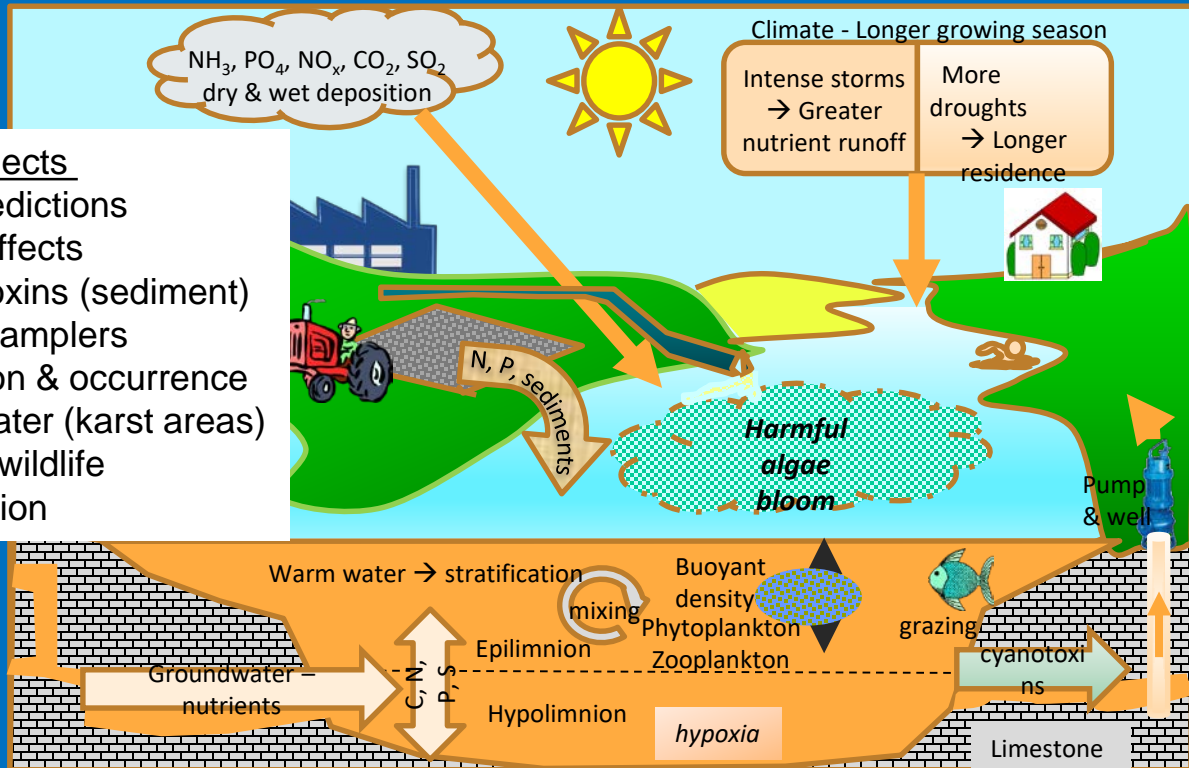 Climate - Longer growing season
NH₃, PO₄, NOₓ, CO₂, SO₂
dry & wet deposition
Intense storms
→ Greater
nutrient runoff
More
droughts
→ Longer
residence
ects
edictions
ffects
oxins (sediment)
amplers
on & occurrence
ater (karst areas)
wildlife
ion
N, P, sediments
Harmful
algae
bloom
Pump
& well
Warm water → stratification
mixing
Buoyant
density
Phytoplankton
Zooplankton
grazing
Epilimnion
Groundwater –
nutrients
C, N,
P, S
cyanotoxi
ns
Hypolimnion
hypoxia
Limestone